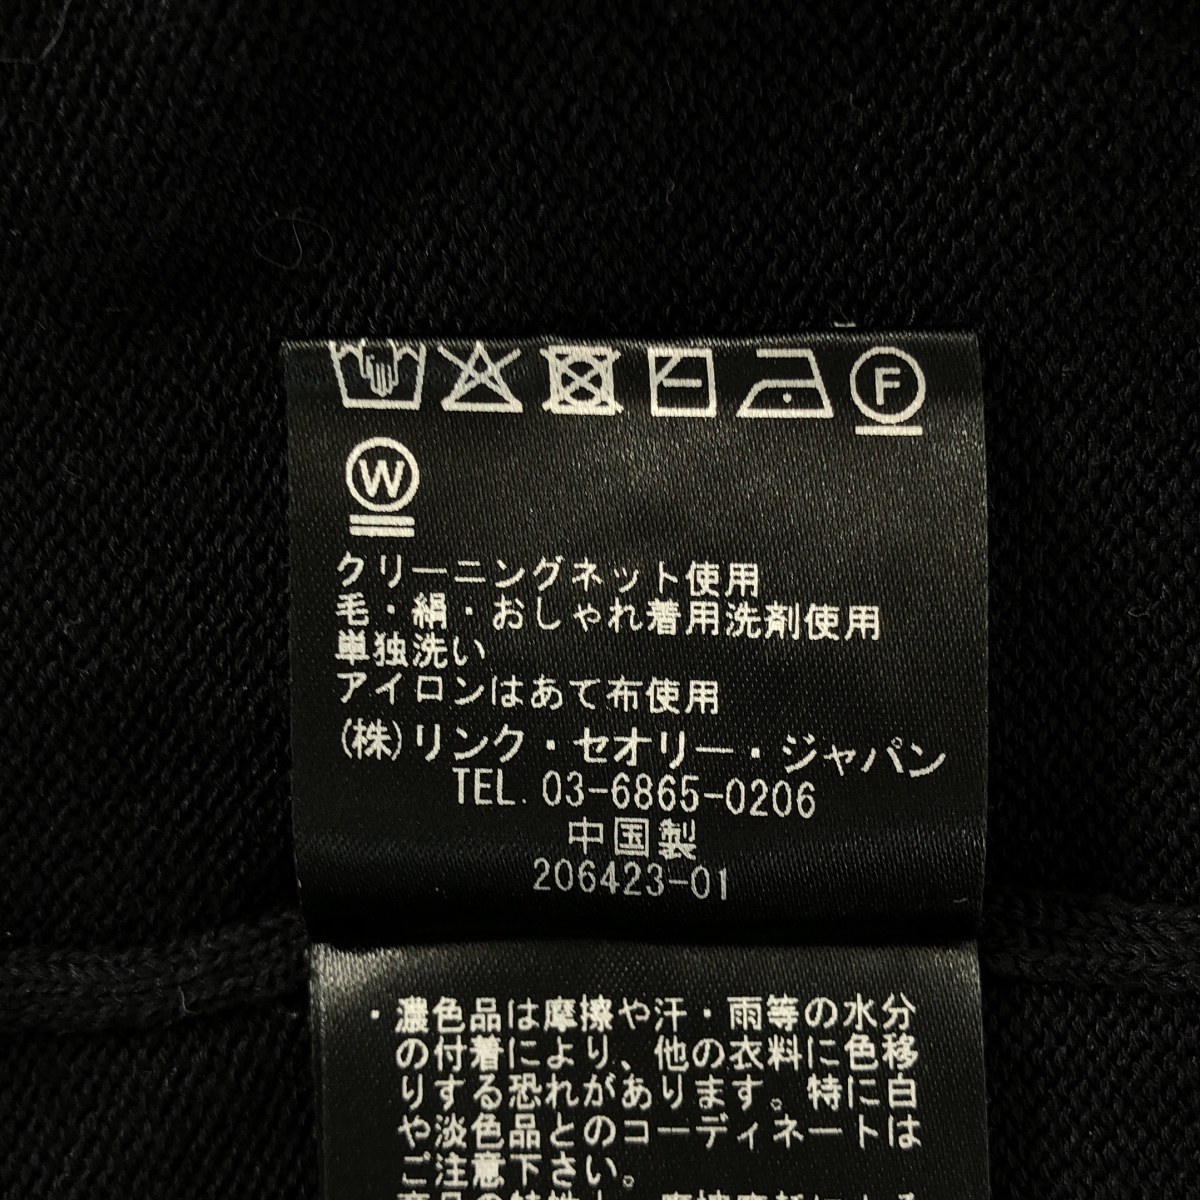 F
W
クリーニングネット使用
毛・絹・おしゃれ着用洗剤使用
単独洗い
アイロンはあて布使用
(株)リンク・セオリー・ジャパン
TEL. 03-6865-0206
中国製
206423-01
・濃色品は摩擦や汗・雨等の水分
の付着により、他の衣料に色移
りする恐れがあります。特に白
や淡色品とのコーディネートは
ご注意下さい。